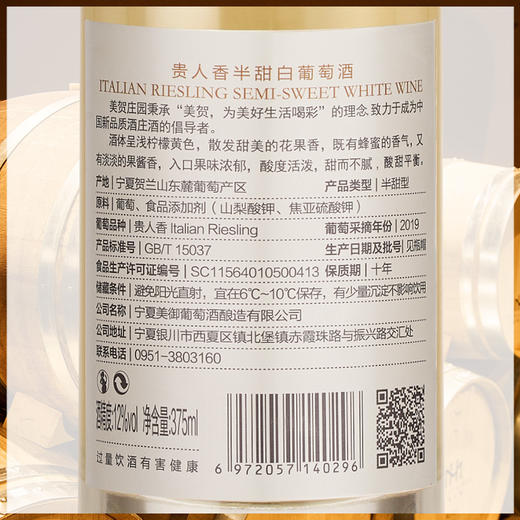 贵人香半甜白葡萄酒
ITALIAN RIESLING SEMI-SWEET WHITE WINE
美贺庄园秉承“美贺，为美好生活喝彩”的理念 致力于成为中
国新品质酒庄酒的倡导者。
酒体呈浅柠檬黄色，散发甜美的花果香，既有蜂蜜的香气，又
有淡淡的果酱香，入口果味浓郁，酸度活泼，甜而不腻，酸甜平衡。
产地：宁夏贺兰山东麓葡萄产区 产品类型：半甜型
原料：葡萄、食品添加剂（山梨酸钾、焦亚硫酸钾）
葡萄品种：贵人香 Italian Riesling 葡萄采摘年份：2019
产品标准号：GB/T 15037 生产日期及批号：见瓶帽
食品生产许可证编号：SC11564010500413 保质期：十年
储藏条件：避免阳光直射，宜在6℃~10℃保存，有少量沉淀不影响饮用
公司名称：宁夏美御葡萄酒酿造有限公司
公司地址：宁夏银川市西夏区镇北堡镇赤霞珠路与振兴路交汇处
联系电话：0951-3803160
酒精度:12%vol 净含量:375ml
过量饮酒有害健康
6 972057 140296